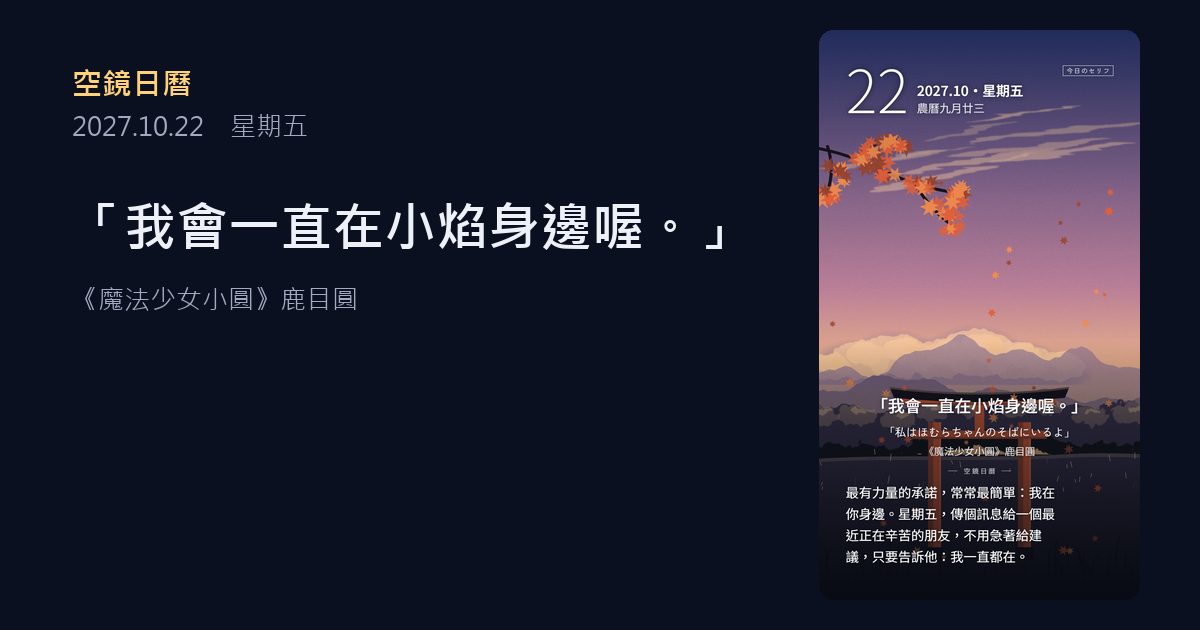 空鏡日曆
2027.10.22 星期五
「我會一直在小焰身邊喔。」
《魔法少女小圓》鹿目圓
22
2027.10・星期五
農曆九月廿三
今日のセリフ
「我會一直在小焰身邊喔。」
「私はほむらちゃんのそばにいるよ」
《魔法少女小圓》鹿目圓
— 空鏡日曆 —
最有力量的承諾，常常最簡單：我在
你身邊。星期五，傳個訊息給一個最
近正在辛苦的朋友，不用急著給建
議，只要告訴他：我一直都在。